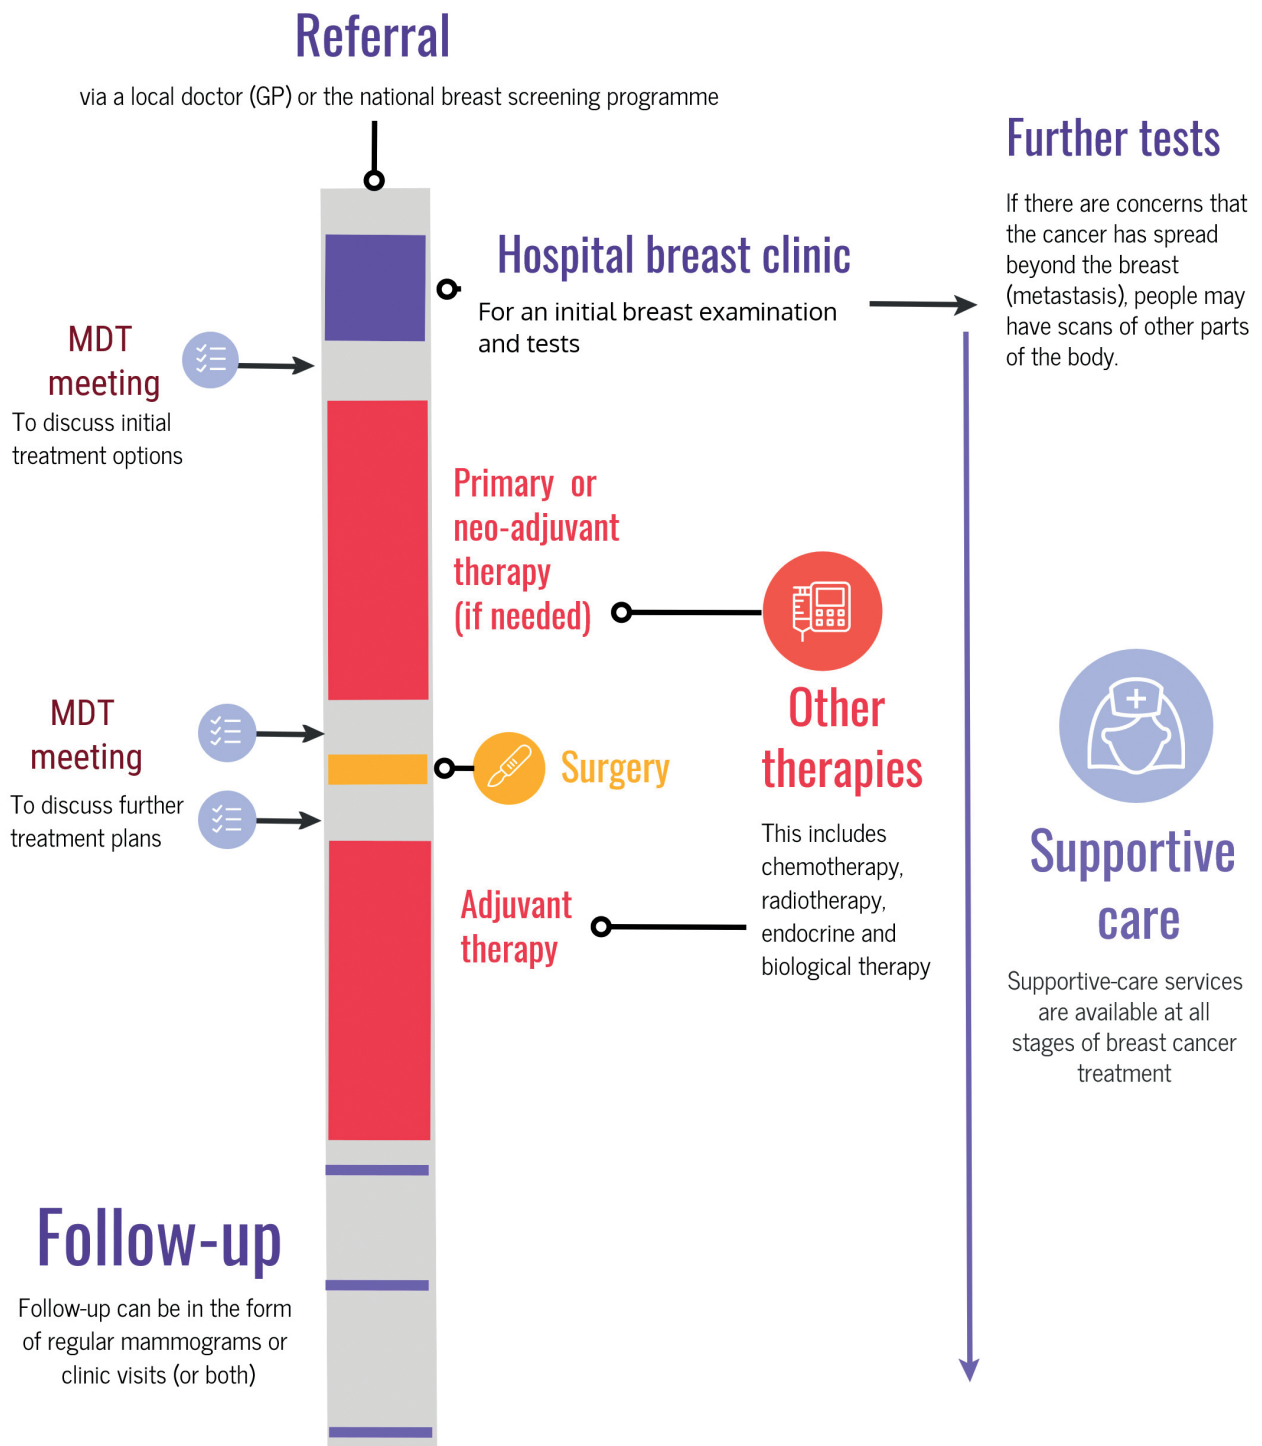 Referral
via a local doctor (GP) or the national breast screening programme
Further tests
If there are concerns that
the cancer has spread
beyond the breast
(metastasis), people may
have scans of other parts
of the body.
Hospital breast clinic
For an initial breast examination
and tests
MDT
meeting
To discuss initial
treatment options
Primary or
neo-adjuvant
therapy
(if needed)
Other
therapies
This includes
chemotherapy,
radiotherapy,
endocrine and
biological therapy
MDT
meeting
To discuss further
treatment plans
Surgery
Adjuvant
therapy
Supportive
care
Supportive-care services
are available at all
stages of breast cancer
treatment
Follow-up
Follow-up can be in the form
of regular mammograms or
clinic visits (or both)